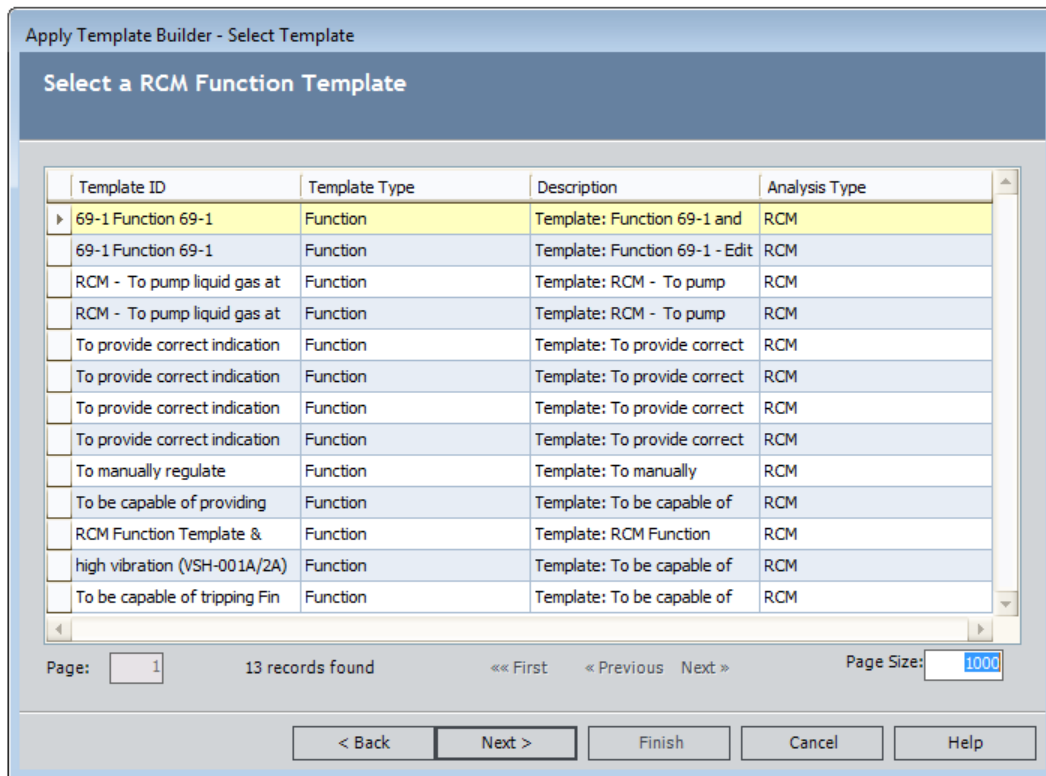 Apply Template Builder - Select Template
Select a RCM Function Template
Template ID Template Type Description Analysis Type
69-1 Function 69-1 Function Template: Function 69-1 and RCM
69-1 Function 69-1 Function Template: Function 69-1 - Edit RCM
RCM - To pump liquid gas at Function Template: RCM - To pump RCM
RCM - To pump liquid gas at Function Template: RCM - To pump RCM
To provide correct indication Function Template: To provide correct RCM
To provide correct indication Function Template: To provide correct RCM
To provide correct indication Function Template: To provide correct RCM
To provide correct indication Function Template: To provide correct RCM
To manually regulate Function Template: To manually RCM
To be capable of providing Function Template: To be capable of RCM
RCM Function Template & Function Template: RCM Function RCM
high vibration (VSH-001A/2A) Function Template: To be capable of RCM
To be capable of tripping Fin Function Template: To be capable of RCM
Page: 1 13 records found «« First « Previous Next » Page Size: 1000
< Back Next > Finish Cancel Help